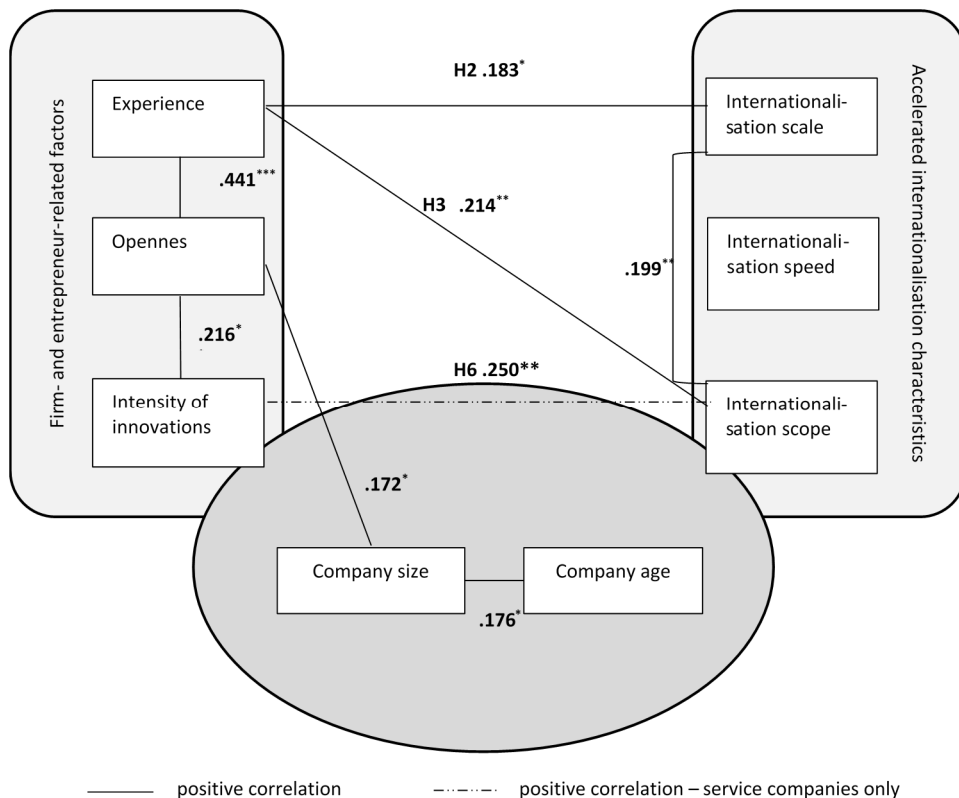 Firm- and entrepreneur-related factors
Experience
.441***
Opennes
.216*
Intensity of
innovations
H2 .183*
H3 .214**
.199**
H6 .250**
.172*
Company size
Company age
.176*
Internationali-
sation scale
Internationali-
sation speed
Internationali-
sation scope
Accelerated internationalisation characteristics
positive correlation
positive correlation – service companies only